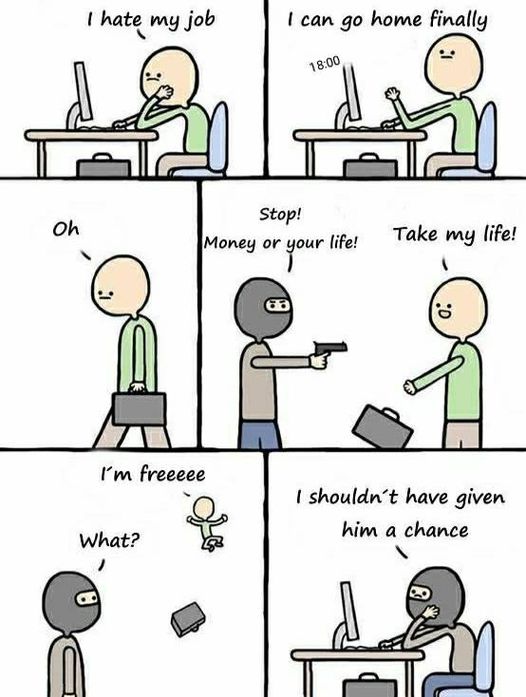 I hate my job
I can go home finally
18:00
Oh
Stop!
Money or your life!
Take my life!
I´m freeeee
What?
I shouldn´t have given
him a chance